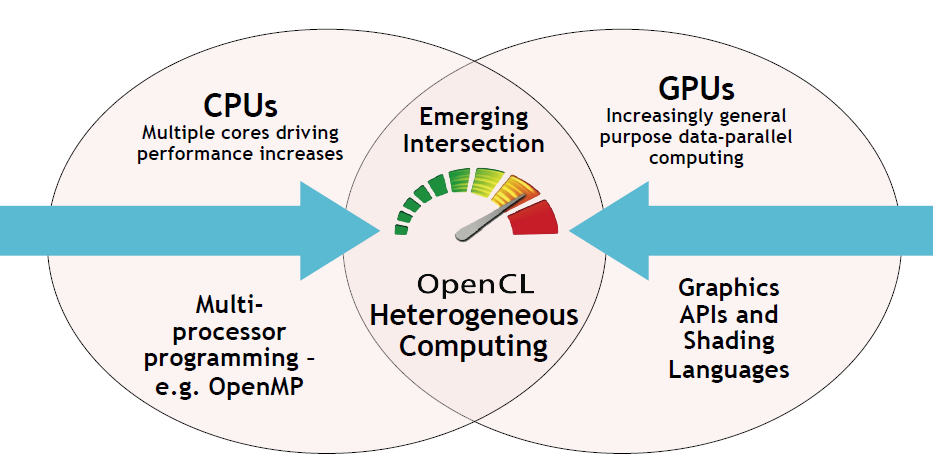 CPUs
Multiple cores driving
performance increases
Emerging
Intersection
GPUs
Increasingly general
purpose data-parallel
computing
Multi-
processor
programming –
e.g. OpenMP
OpenCL
Heterogeneous
Computing
Graphics
APIs and
Shading
Languages